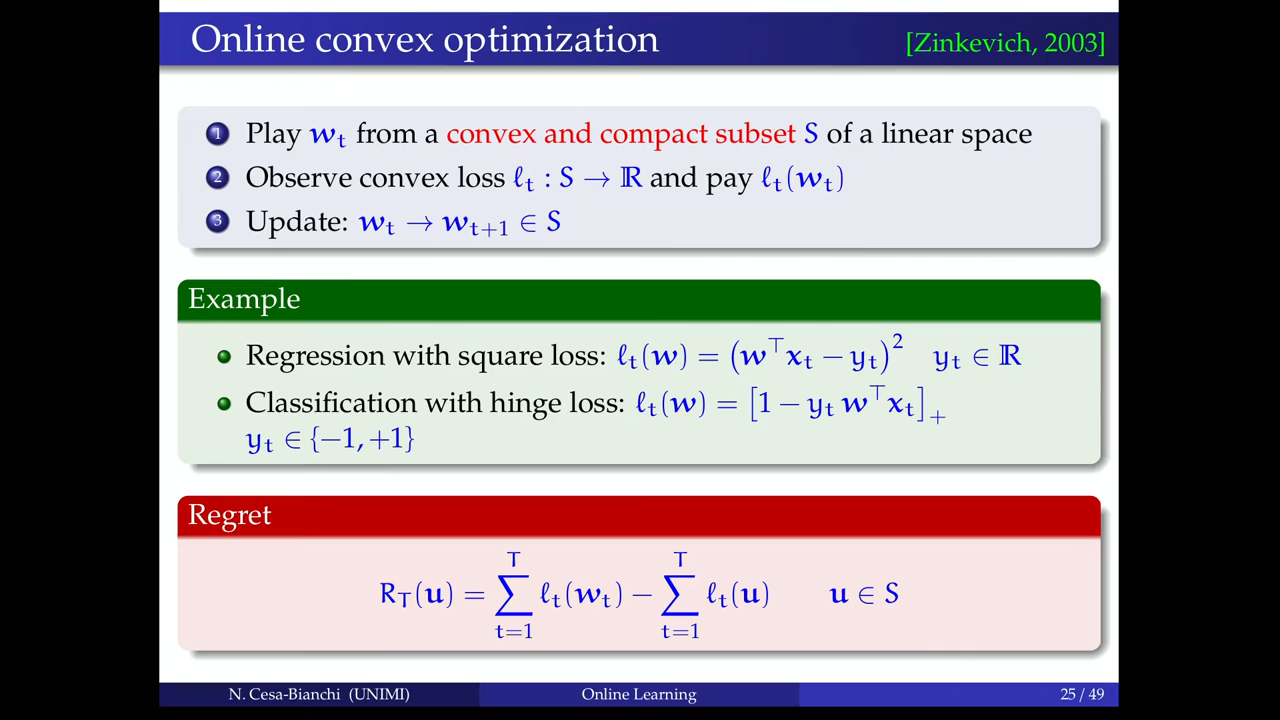 Online convex optimization [Zinkevich, 2003]
1 Play w_t from a convex and compact subset S of a linear space
2 Observe convex loss ℓ_t : S → ℝ and pay ℓ_t(w_t)
3 Update: w_t → w_{t+1} ∈ S
Example
Regression with square loss: ℓ_t(w) = (w^⊤ x_t − y_t)^2 y_t ∈ ℝ
Classification with hinge loss: ℓ_t(w) = [1 − y_t w^⊤ x_t]_+
y_t ∈ {−1, +1}
Regret
R_T(u) = ∑_{t=1}^{T} ℓ_t(w_t) − ∑_{t=1}^{T} ℓ_t(u) u ∈ S
N. Cesa-Bianchi (UNIMI) Online Learning 25 / 49